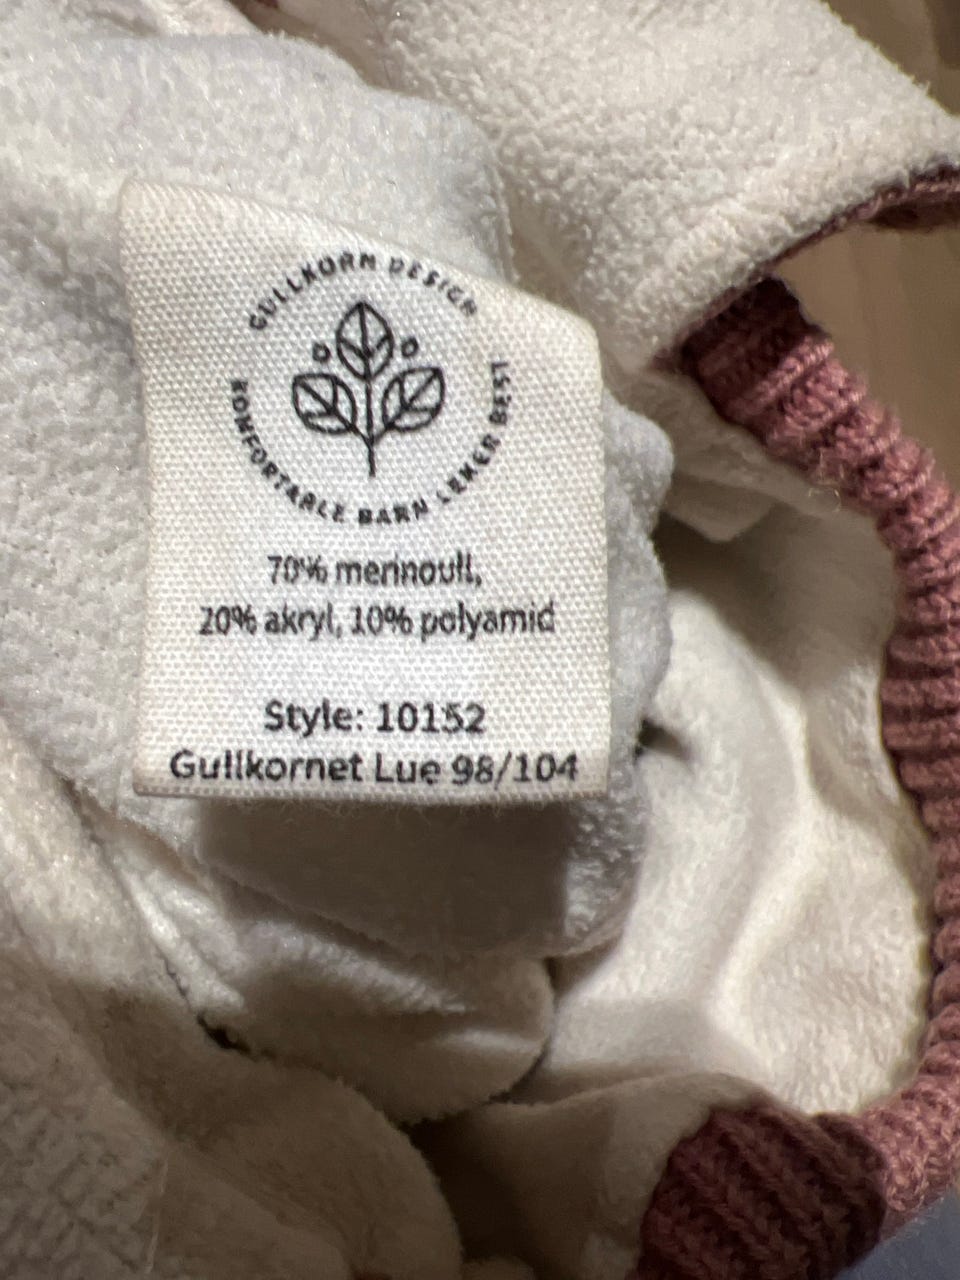 GULLKORN DESIGN
KOMFORTABLE BARN LEKER BEST
70% merinoull,
20% akryl, 10% polyamid
Style: 10152
Gullkornet Lue 98/104